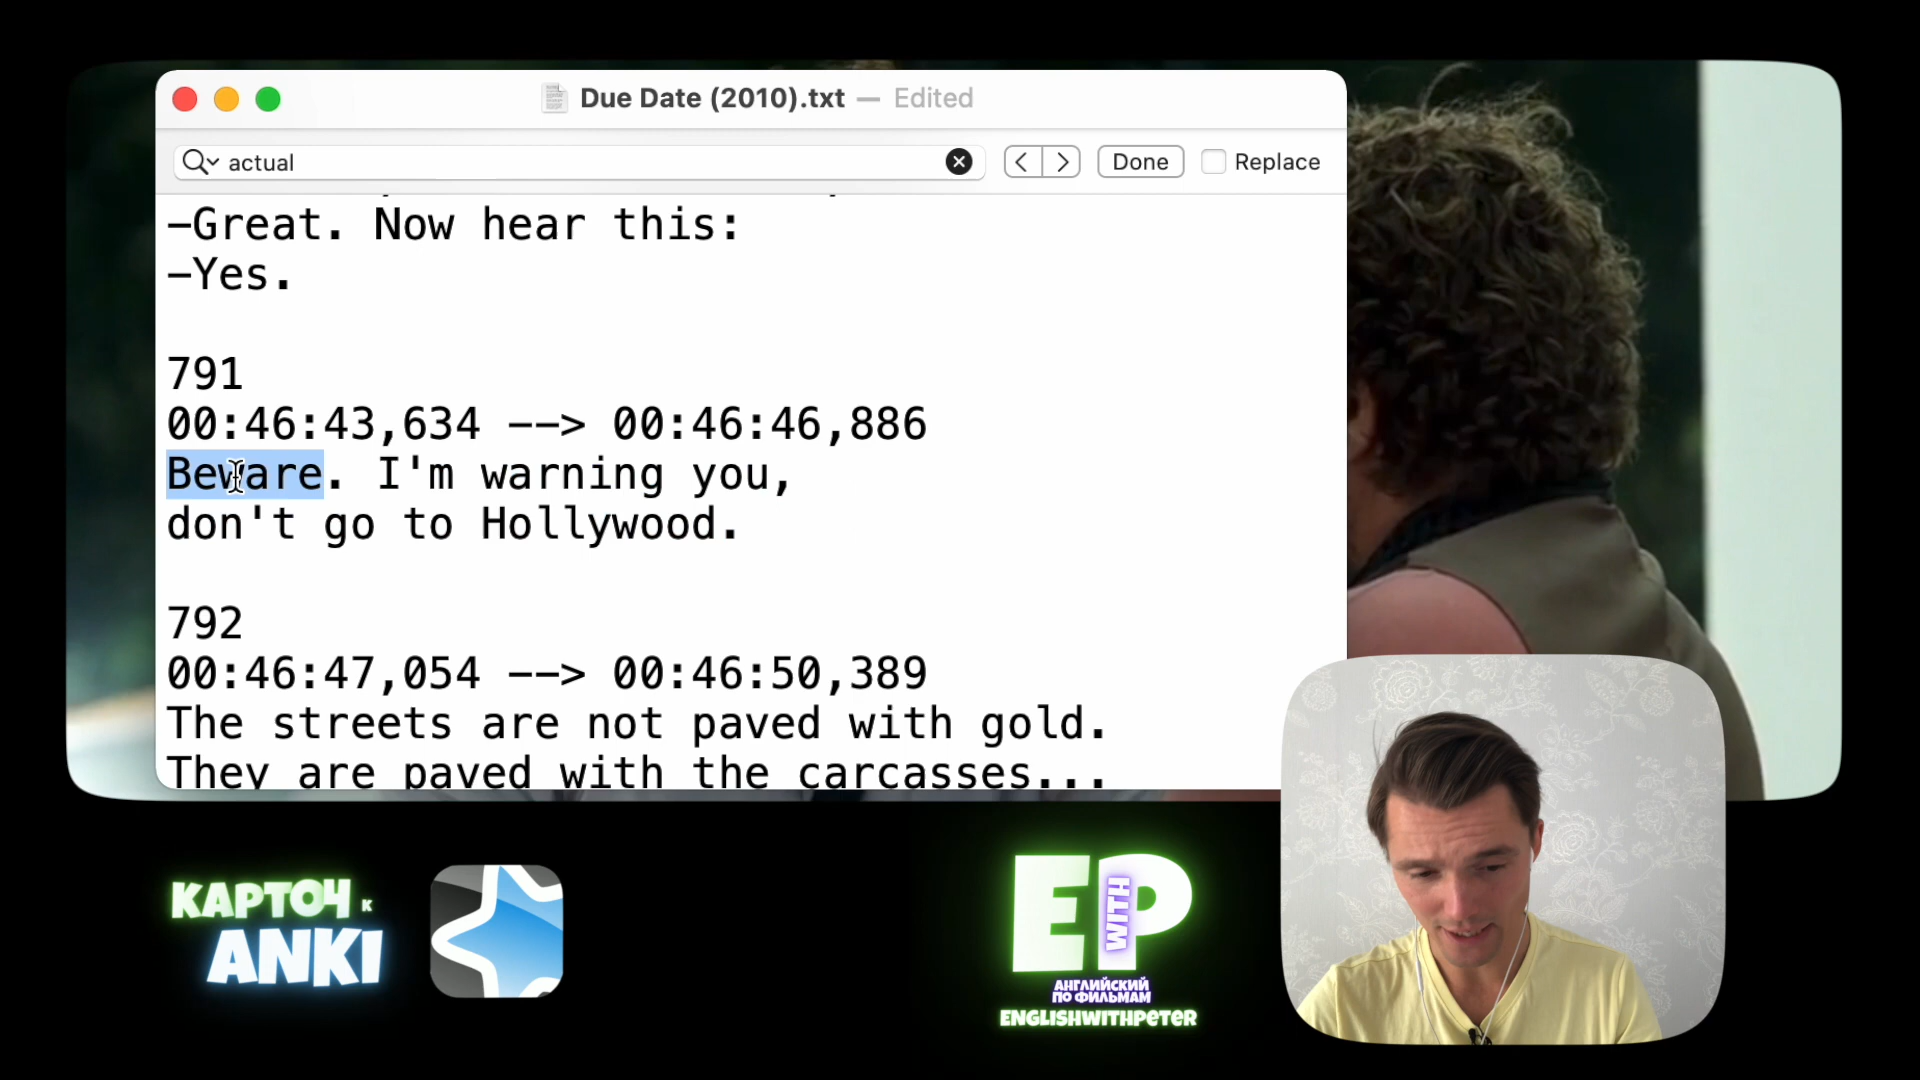 Due Date (2010).txt — Edited
actual
Done
Replace
-Great. Now hear this:
-Yes.
791
00:46:43,634 --> 00:46:46,886
Beware. I'm warning you,
don't go to Hollywood.
792
00:46:47,054 --> 00:46:50,389
The streets are not paved with gold.
They are paved with the carcasses...
КАРТОЧ К
ANKI
E WITH P
АНГЛИЙСКИЙ
ПО ФИЛЬМАМ
ENGLISHWITHPETER